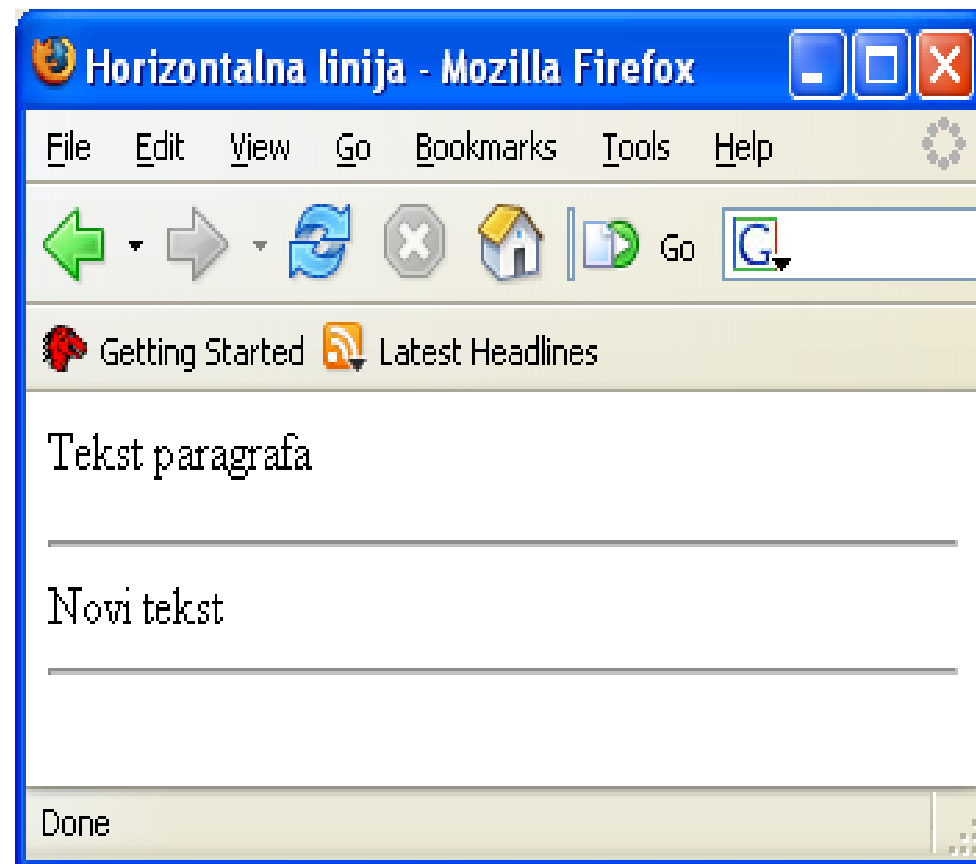 Horizontalna linija - Mozilla Firefox
File Edit View Go Bookmarks Tools Help
Go G
Getting Started Latest Headlines
Tekst paragrafa
Novi tekst
Done